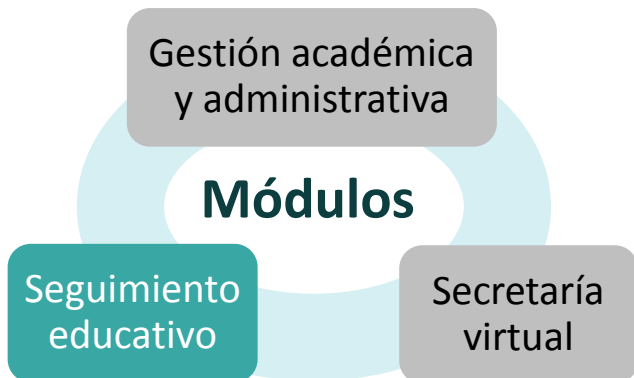 Gestión académica
y administrativa
Módulos
Seguimiento
educativo
Secretaría
virtual